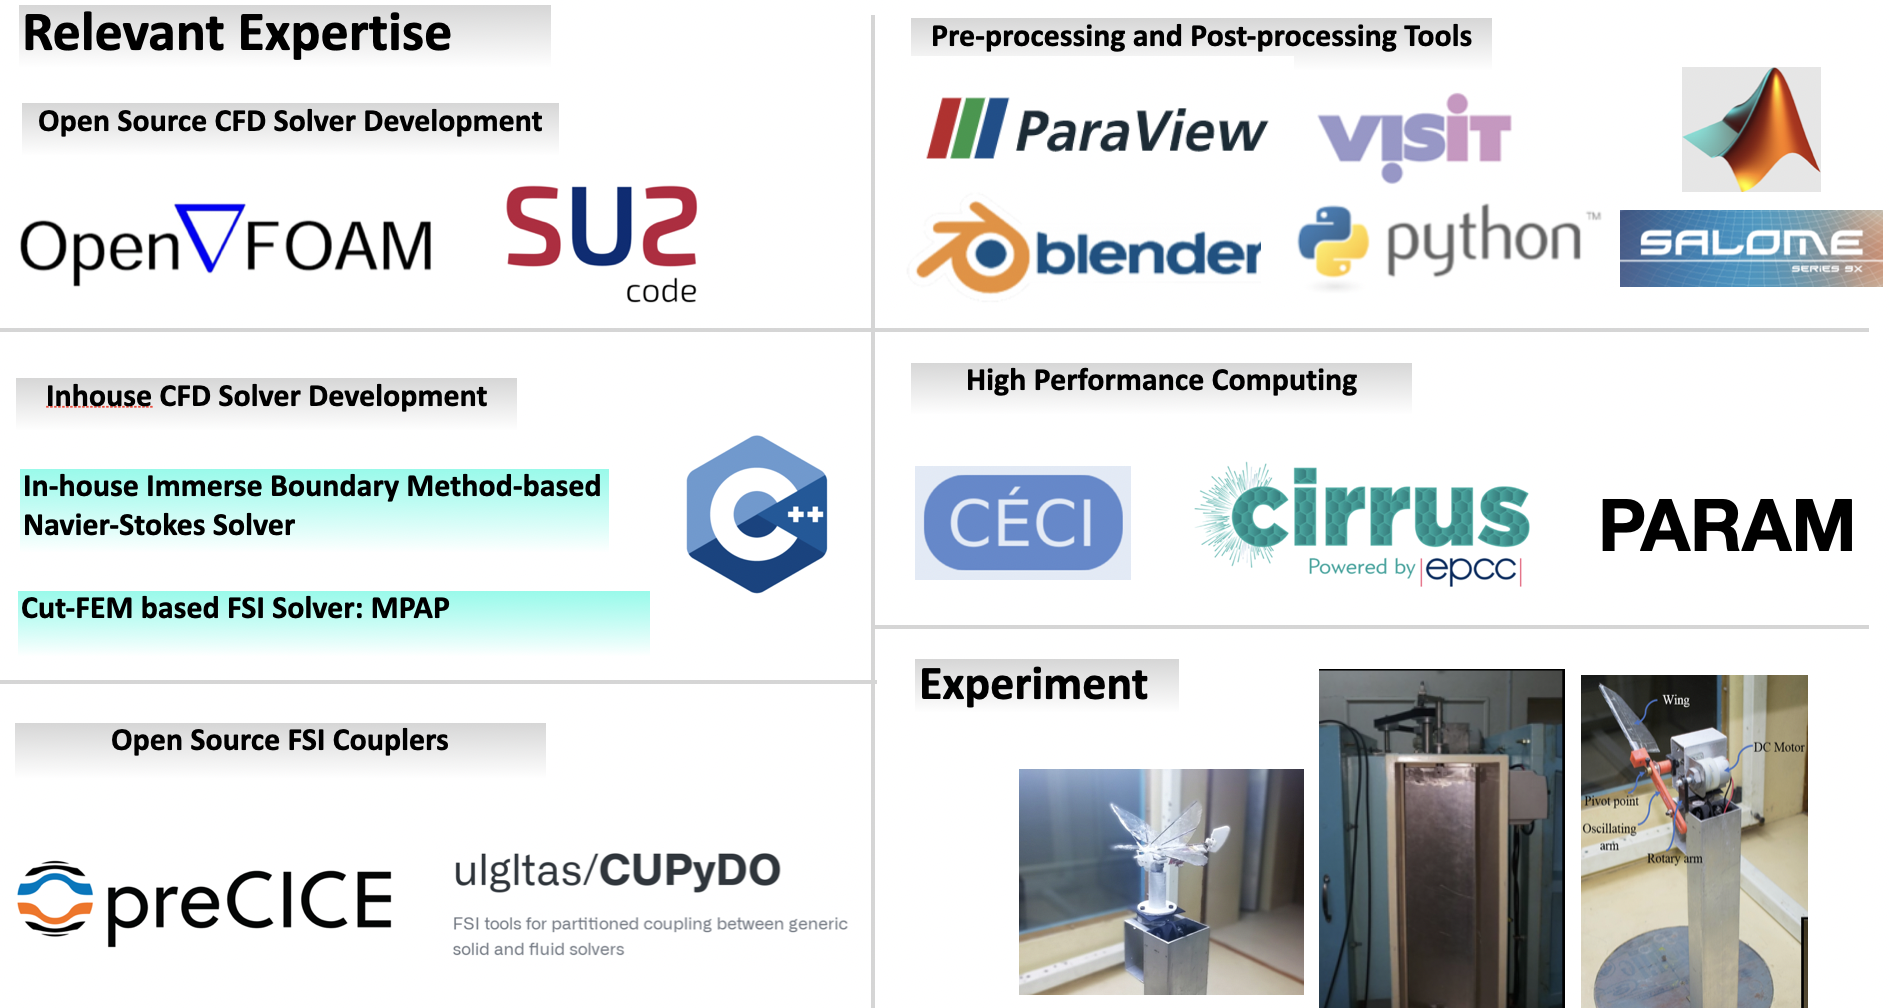 Relevant Expertise
Open Source CFD Solver Development
Open∇FOAM
SU2
code
Inhouse CFD Solver Development
In-house Immerse Boundary Method-based
Navier-Stokes Solver
C++
Cut-FEM based FSI Solver: MPAP
Open Source FSI Couplers
preCICE
ulgltas/CUPyDO
FSI tools for partitioned coupling between generic
solid and fluid solvers
Pre-processing and Post-processing Tools
ParaView
VisIT
blender
python™
SALOME
SERIES 9X
High Performance Computing
CÉCI
cirrus
Powered by |epcc|
PARAM
Experiment
Wing
DC Motor
Pivot point
Oscillating
arm
Rotary arm